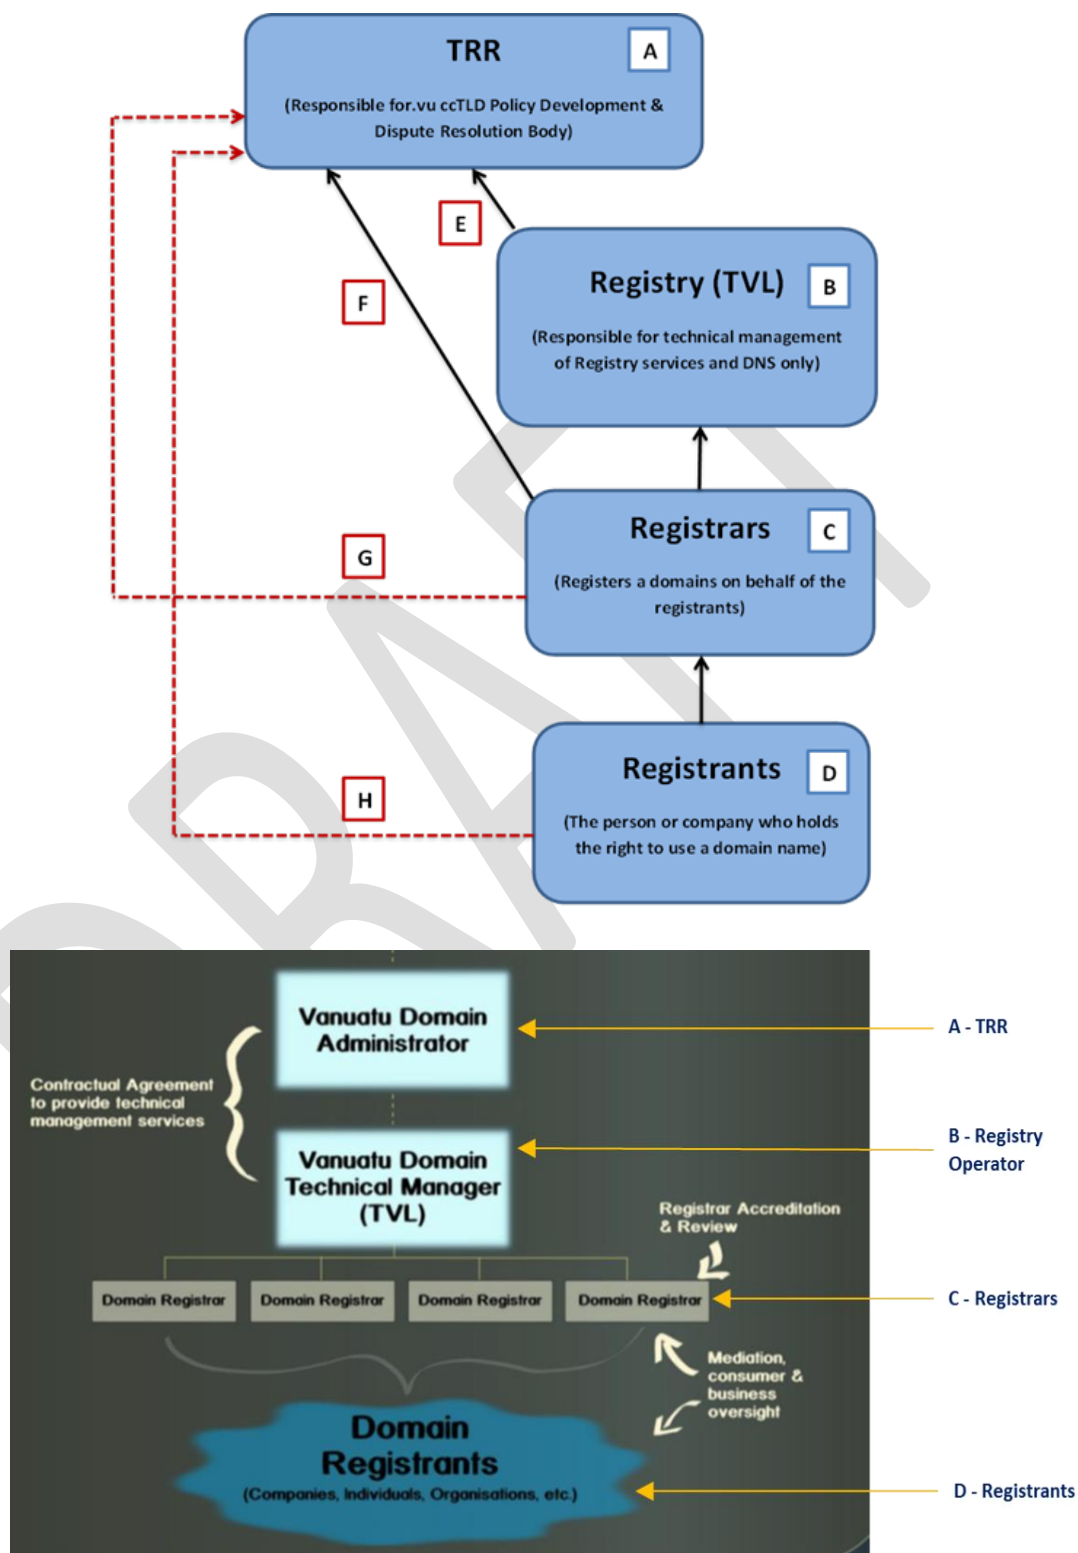 TRR
A
(Responsible for.vu ccTLD Policy Development &
Dispute Resolution Body)
E
Registry (TVL)
B
(Responsible for technical management
of Registry services and DNS only)
F
Registrars
C
(Registers a domains on behalf of the
registrants)
G
Registrants
D
(The person or company who holds
the right to use a domain name)
H
DRAFT
Vanuatu Domain
Administrator
A - TRR
Contractual Agreement
to provide technical
management services
Vanuatu Domain
Technical Manager
(TVL)
B - Registry
Operator
Registrar Accreditation
& Review
Domain Registrar
Domain Registrar
Domain Registrar
Domain Registrar
C - Registrars
Mediation,
consumer &
business
oversight
Domain
Registrants
(Companies, Individuals, Organisations, etc.)
D - Registrants